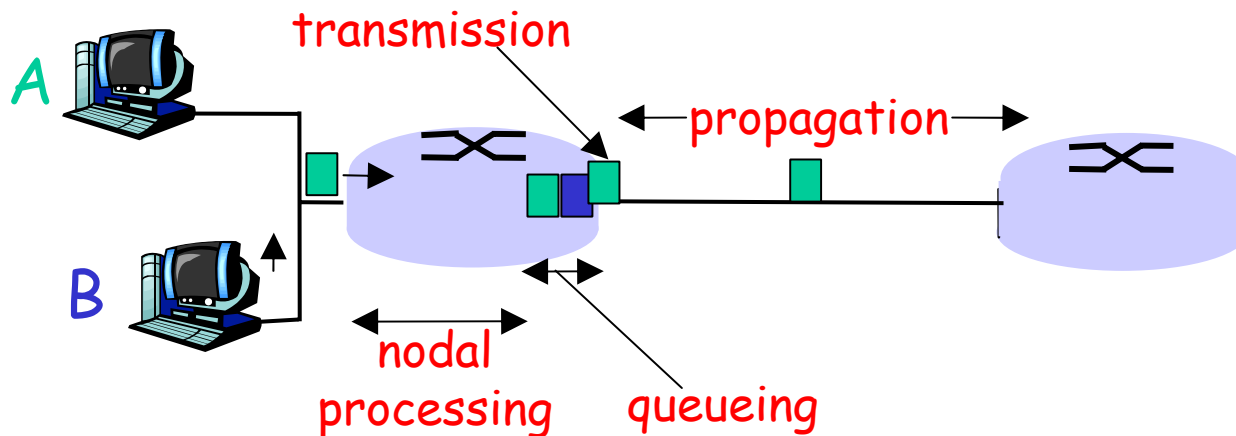 transmission
A
propagation
B
nodal
processing
queueing